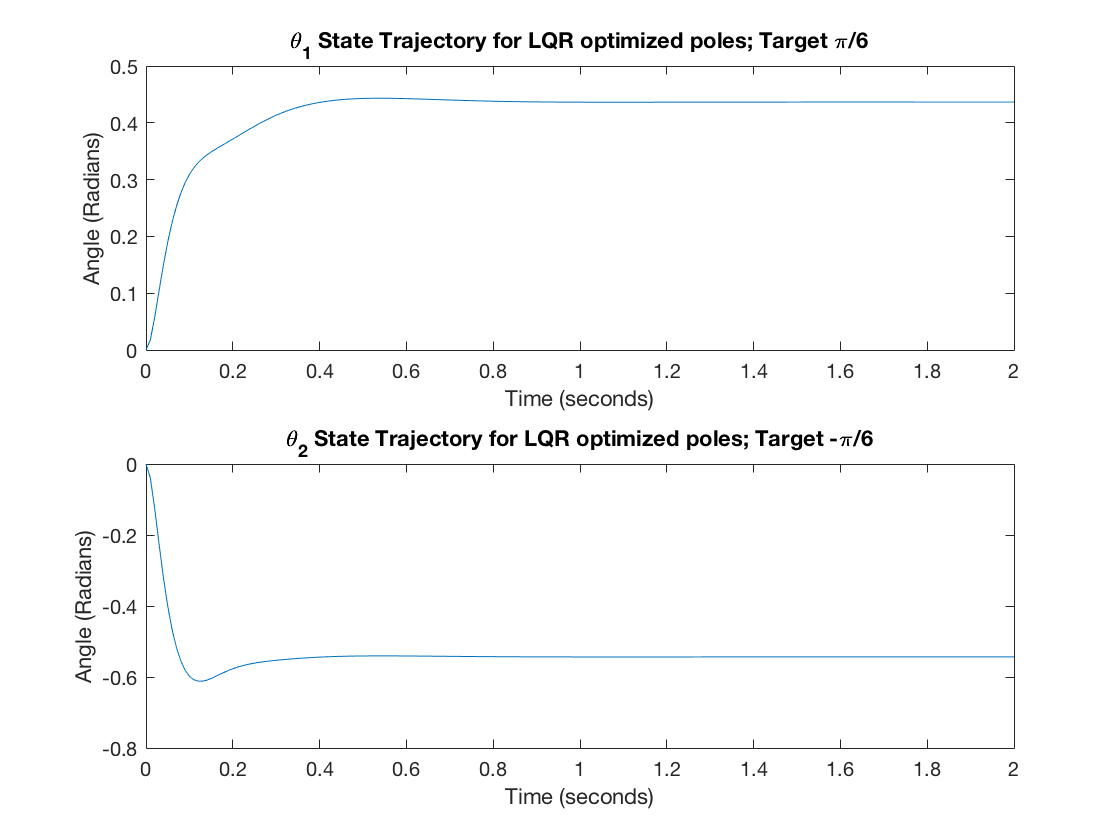 θ1 State Trajectory for LQR optimized poles; Target π/6
0.5
0.4
0.3
0.2
0.1
0
Angle (Radians)
0 0.2 0.4 0.6 0.8 1 1.2 1.4 1.6 1.8 2
Time (seconds)
θ2 State Trajectory for LQR optimized poles; Target -π/6
0
-0.2
-0.4
-0.6
-0.8
Angle (Radians)
0 0.2 0.4 0.6 0.8 1 1.2 1.4 1.6 1.8 2
Time (seconds)